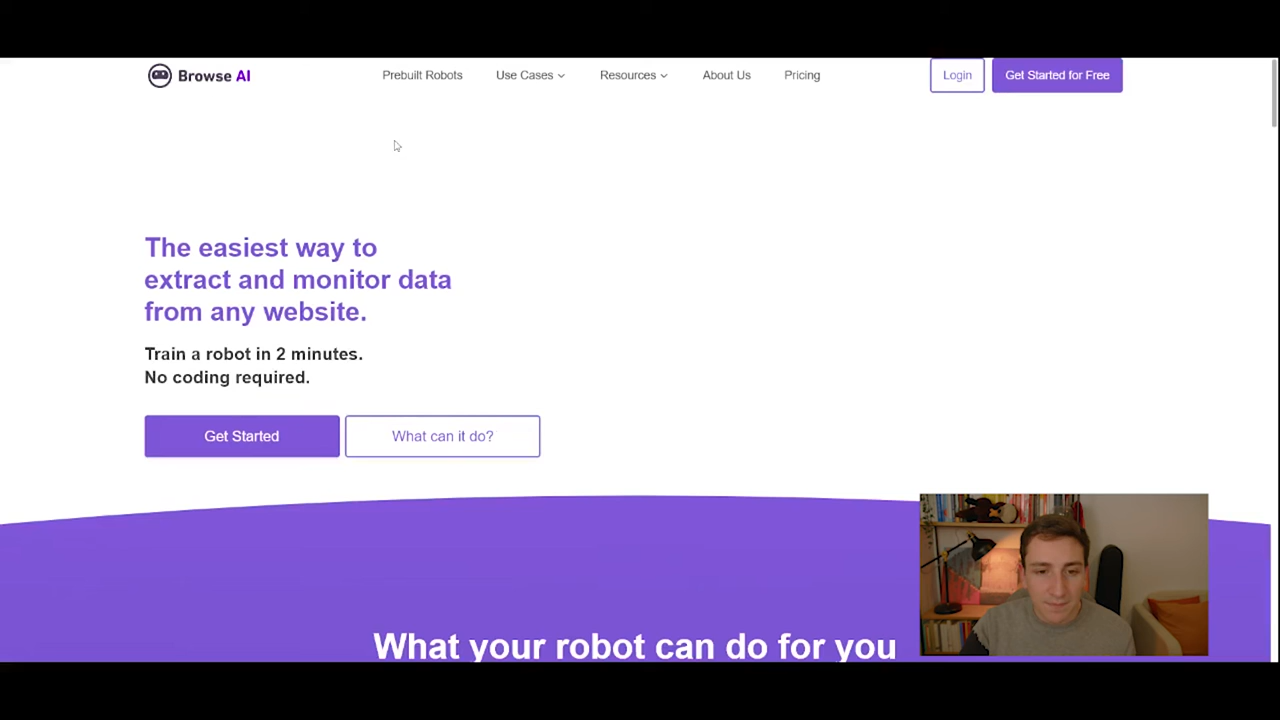 Browse AI
Prebuilt Robots
Use Cases
Resources
About Us
Pricing
Login
Get Started for Free
The easiest way to
extract and monitor data
from any website.
Train a robot in 2 minutes.
No coding required.
Get Started
What can it do?
What your robot can do for you